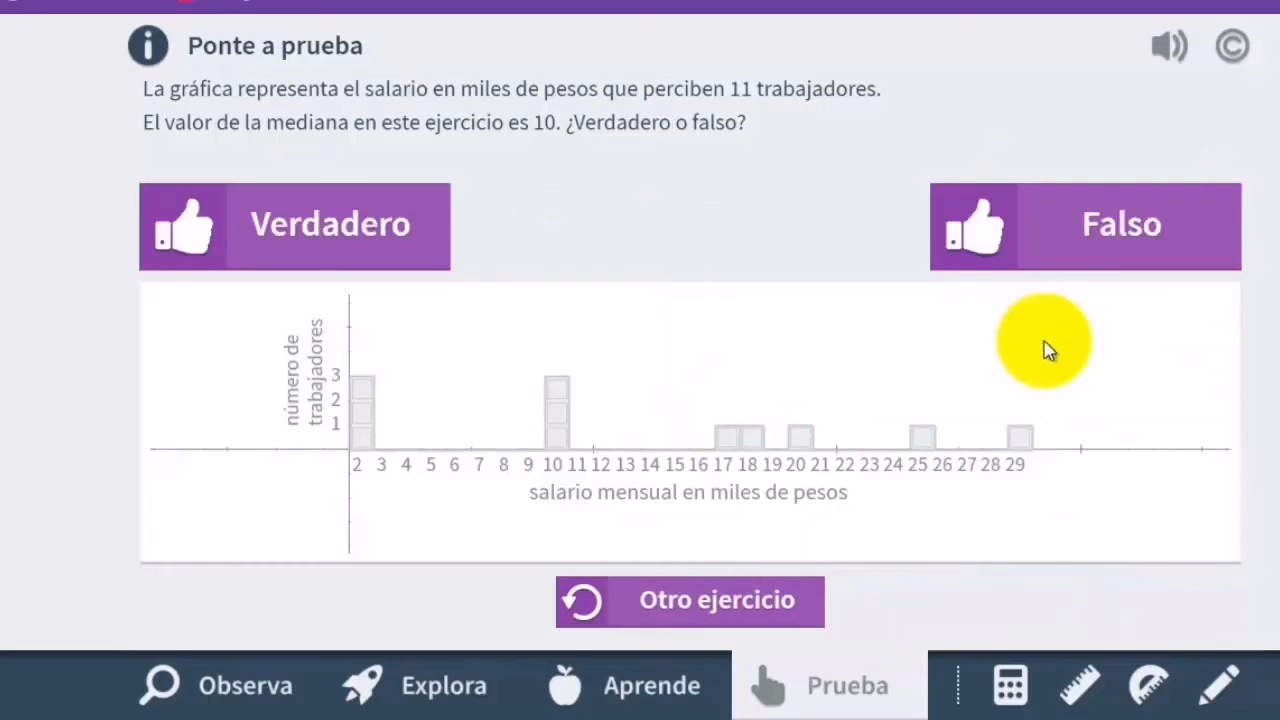 Ponte a prueba
La gráfica representa el salario en miles de pesos que perciben 11 trabajadores.
El valor de la mediana en este ejercicio es 10. ¿Verdadero o falso?
Verdadero
Falso
número de
trabajadores
3
2
1
2 3 4 5 6 7 8 9 10 11 12 13 14 15 16 17 18 19 20 21 22 23 24 25 26 27 28 29
salario mensual en miles de pesos
Otro ejercicio
Observa
Explora
Aprende
Prueba